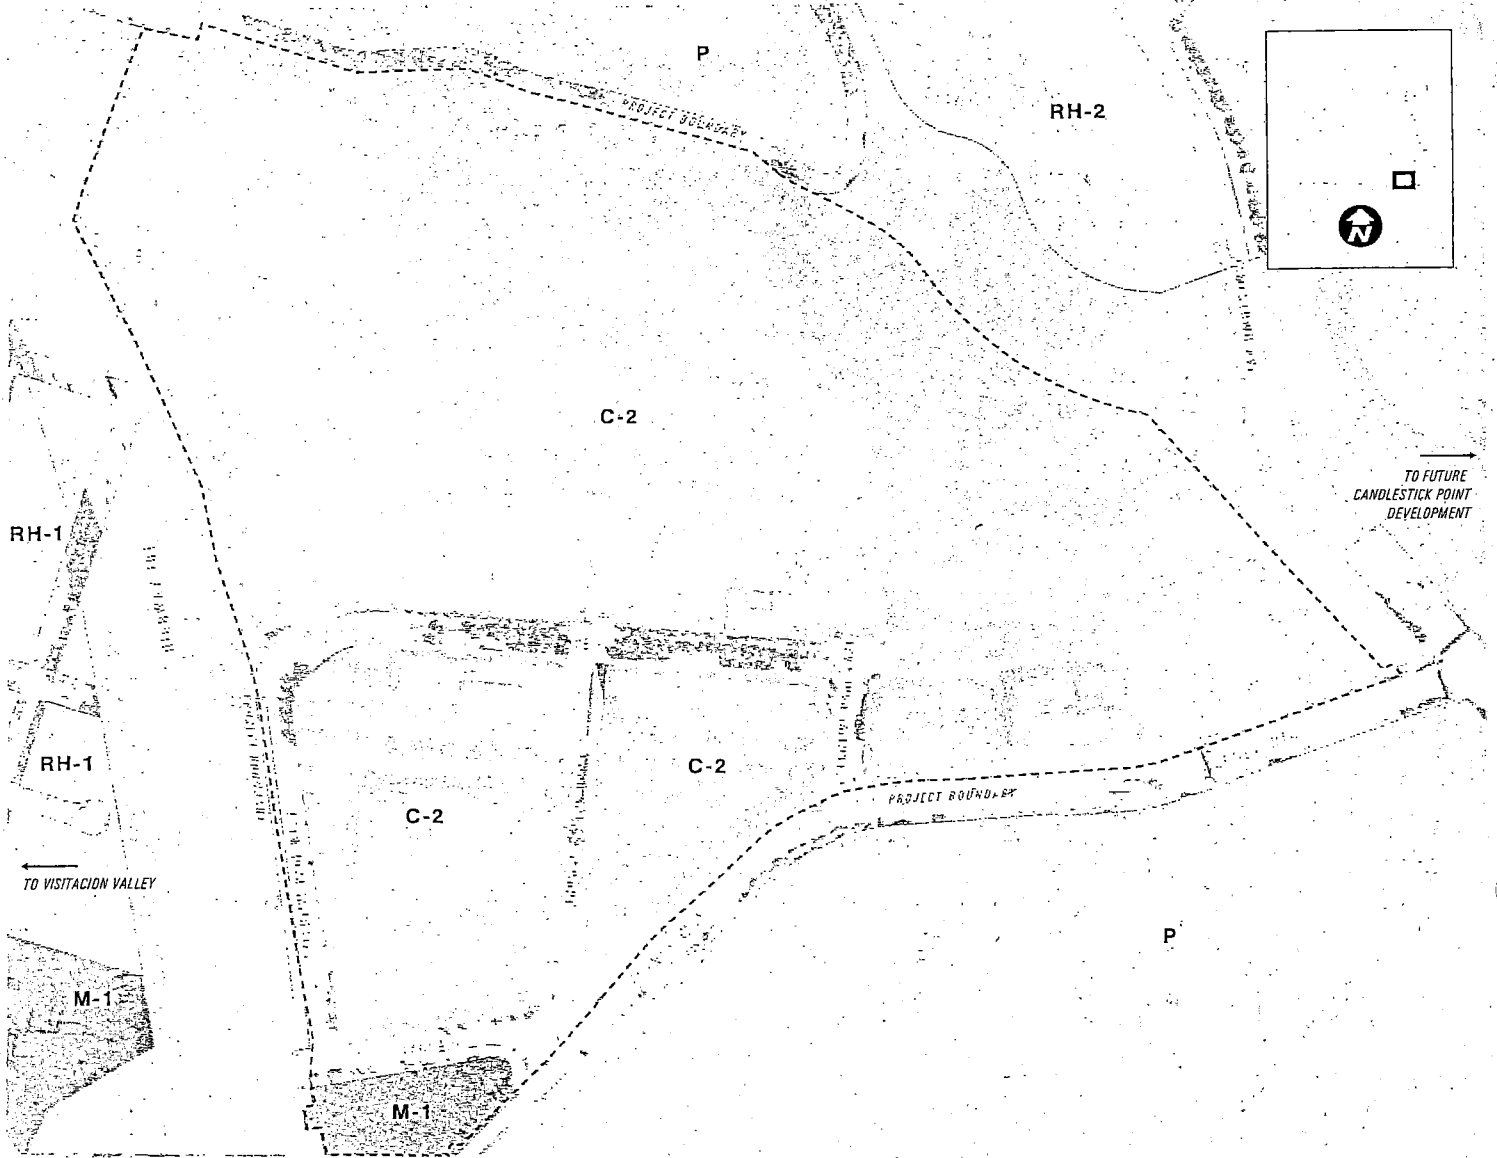 P
RH-2
PROJECT BOUNDARY
N
C-2
TO FUTURE
CANDLESTICK POINT
DEVELOPMENT
RH-1
RH-1
C-2
C-2
PROJECT BOUNDARY
TO VISITACION VALLEY
P
M-1
M-1